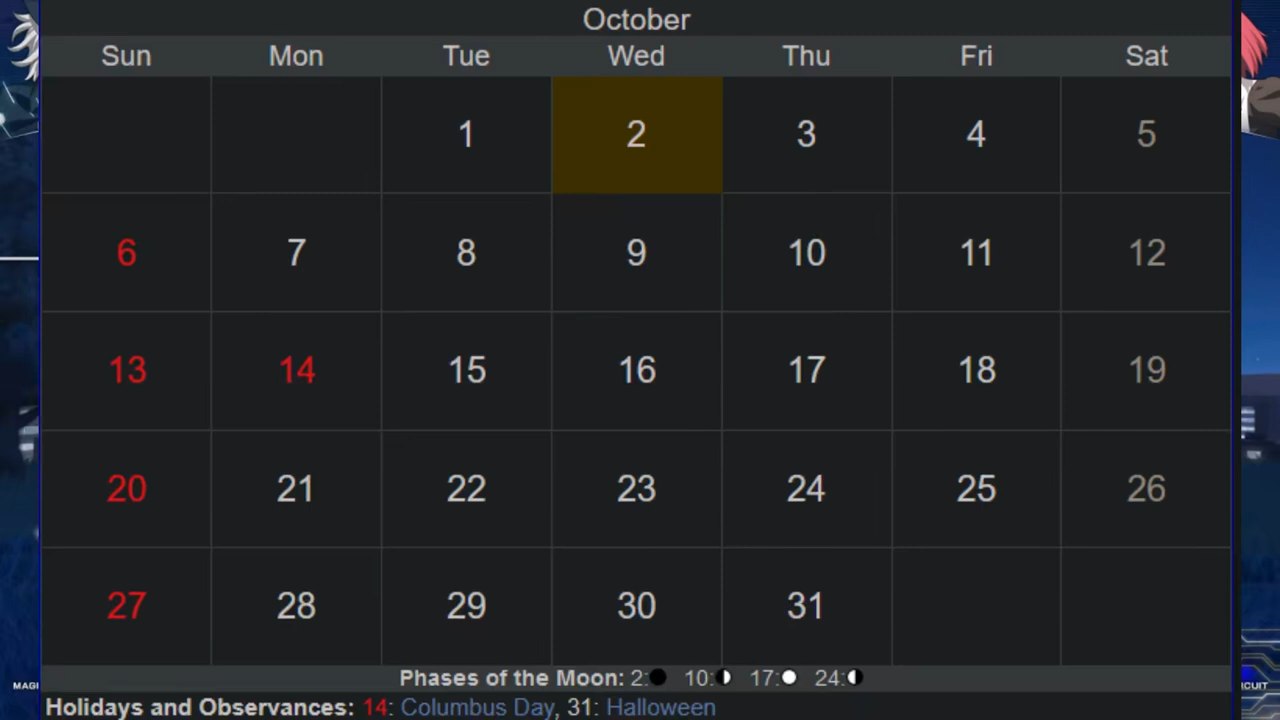 October
Sun Mon Tue Wed Thu Fri Sat
1 2 3 4 5
6 7 8 9 10 11 12
13 14 15 16 17 18 19
20 21 22 23 24 25 26
27 28 29 30 31
Phases of the Moon: 2: 10: 17: 24:
MAGI
CUIT
Holidays and Observances: 14: Columbus Day, 31: Halloween